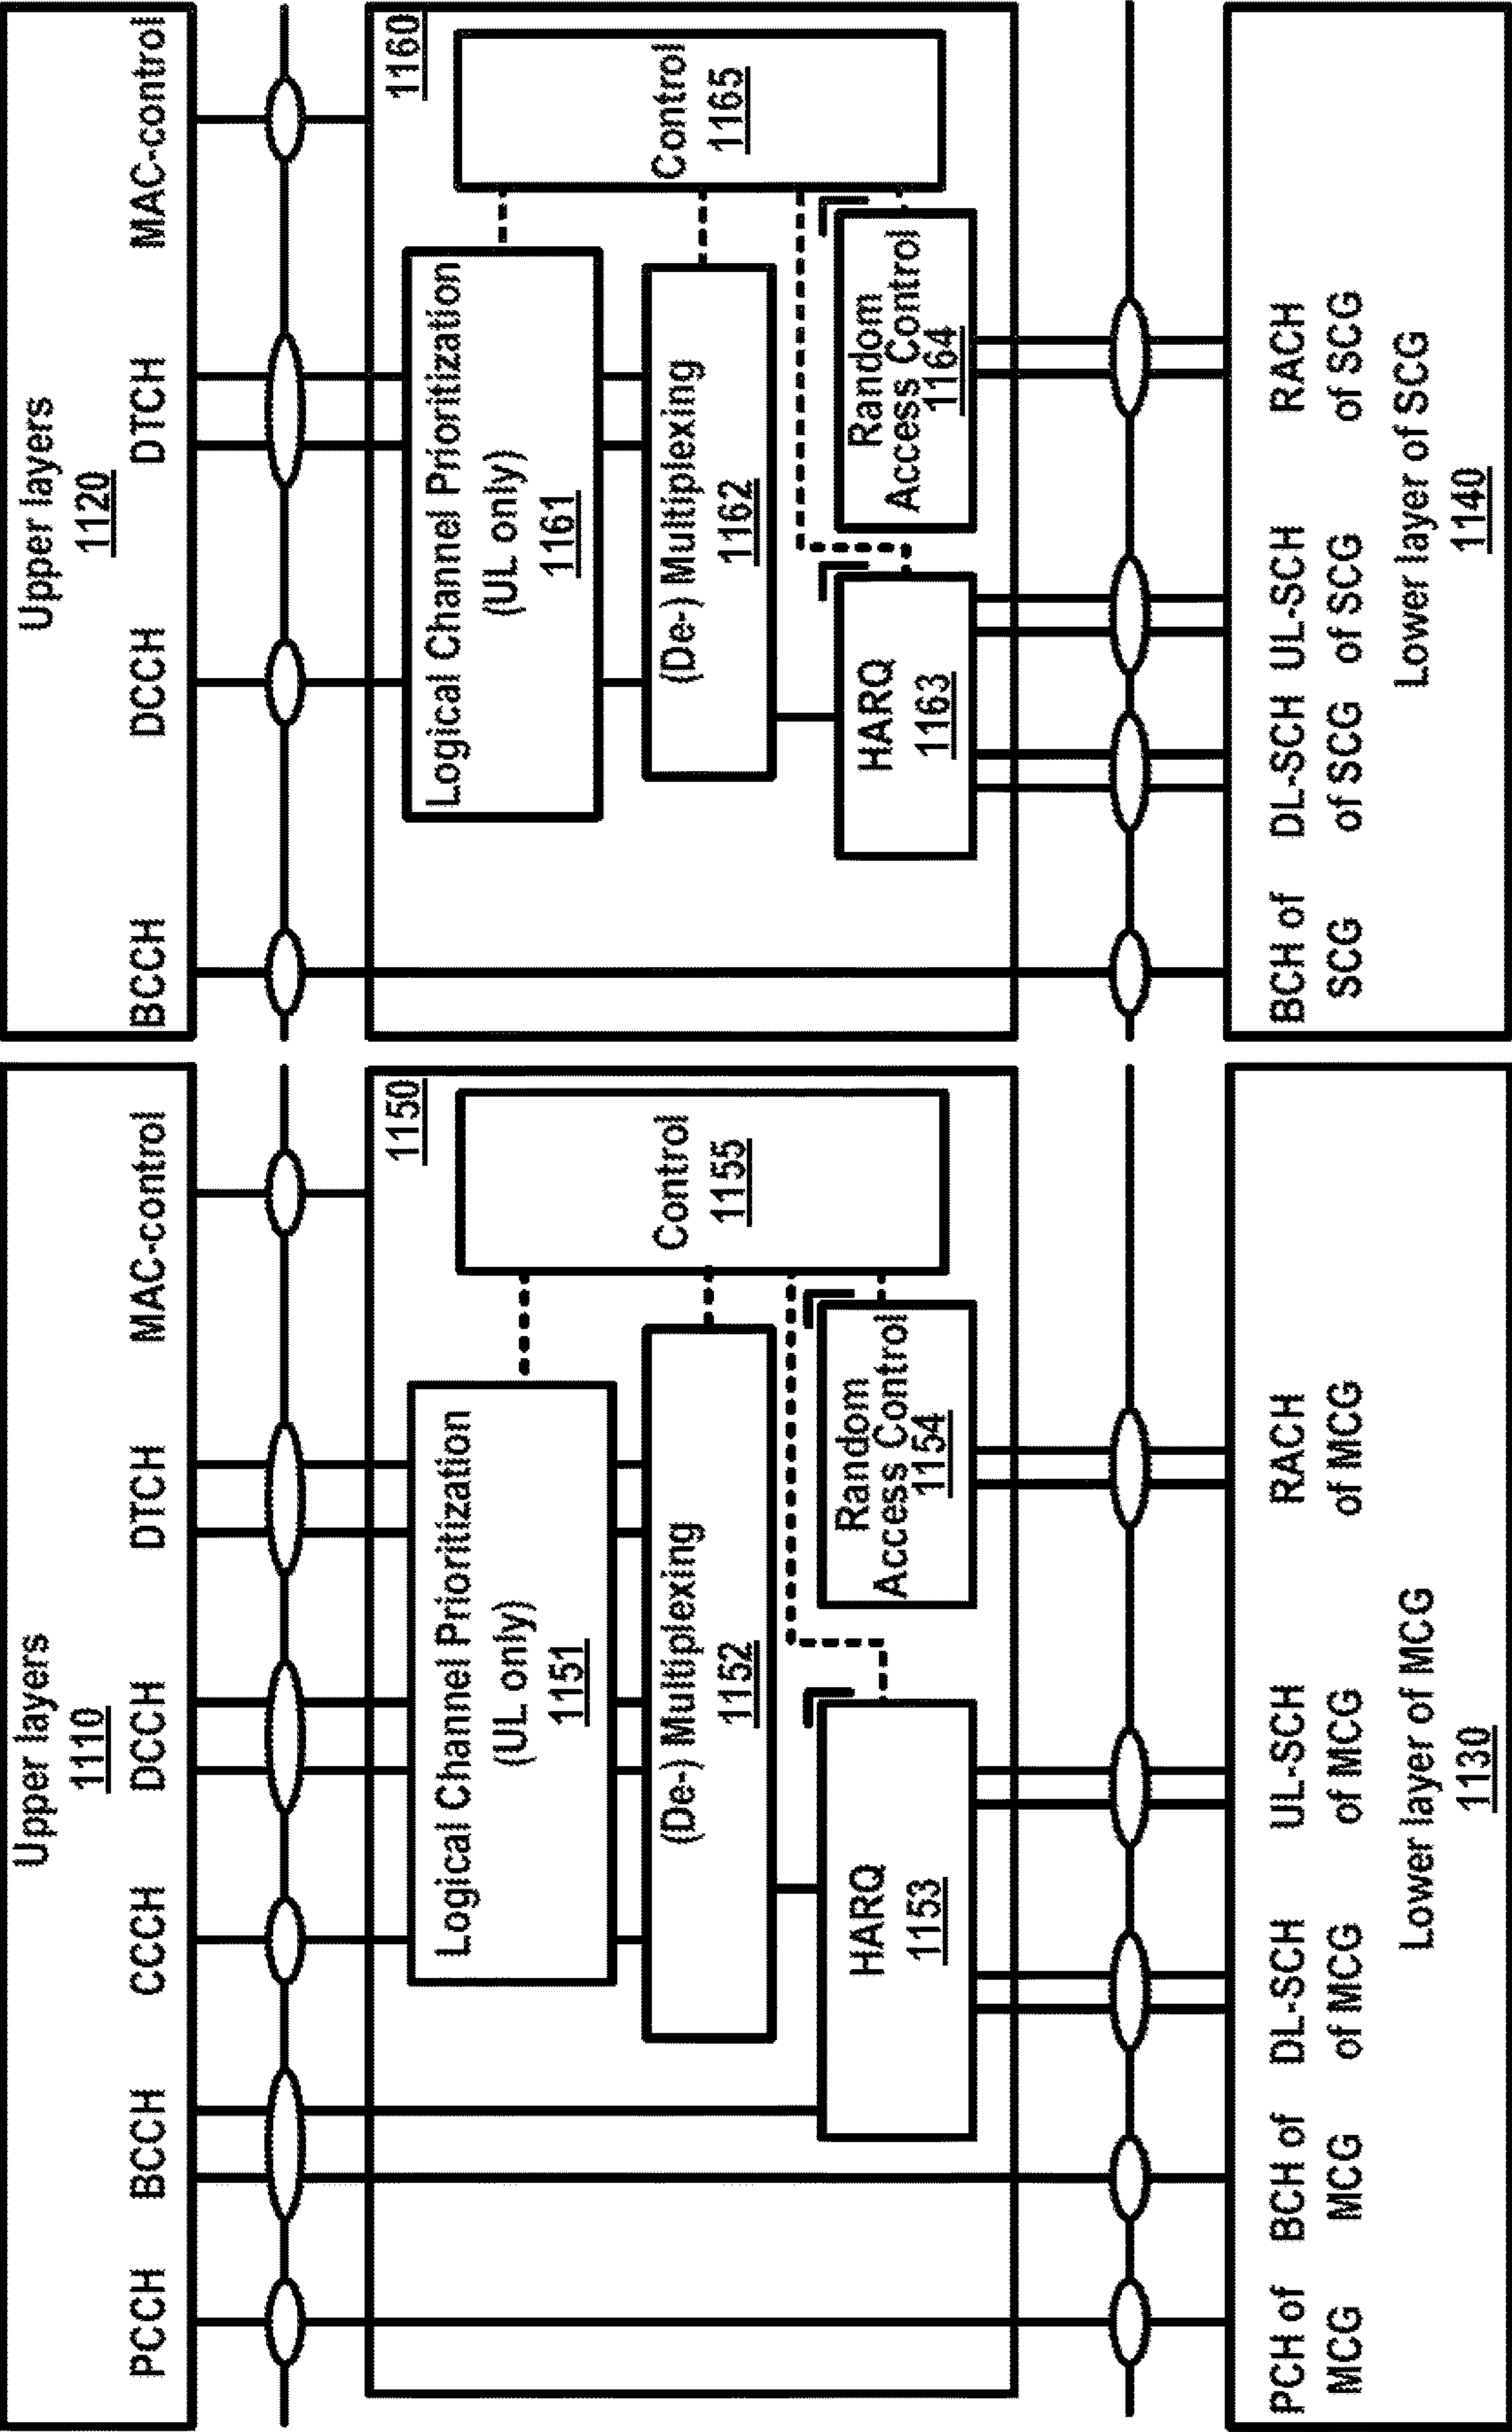 Upper layers
1110
PCCH BCCH CCCH DCCH DTCH MAC-control
1150
Logical Channel Prioritization
(UL only)
1151
(De-) Multiplexing
1152
HARQ
1153
Random
Access Control
1154
Control
1155
PCH of
MCG
BCH of
MCG
DL-SCH
of MCG
UL-SCH
of MCG
RACH
of MCG
Lower layer of MCG
1130
Upper layers
1120
BCCH DCCH DTCH MAC-control
1160
Logical Channel Prioritization
(UL only)
1161
(De-) Multiplexing
1162
HARQ
1163
Random
Access Control
1164
Control
1165
BCH of
SCG
DL-SCH
of SCG
UL-SCH
of SCG
RACH
of SCG
Lower layer of SCG
1140